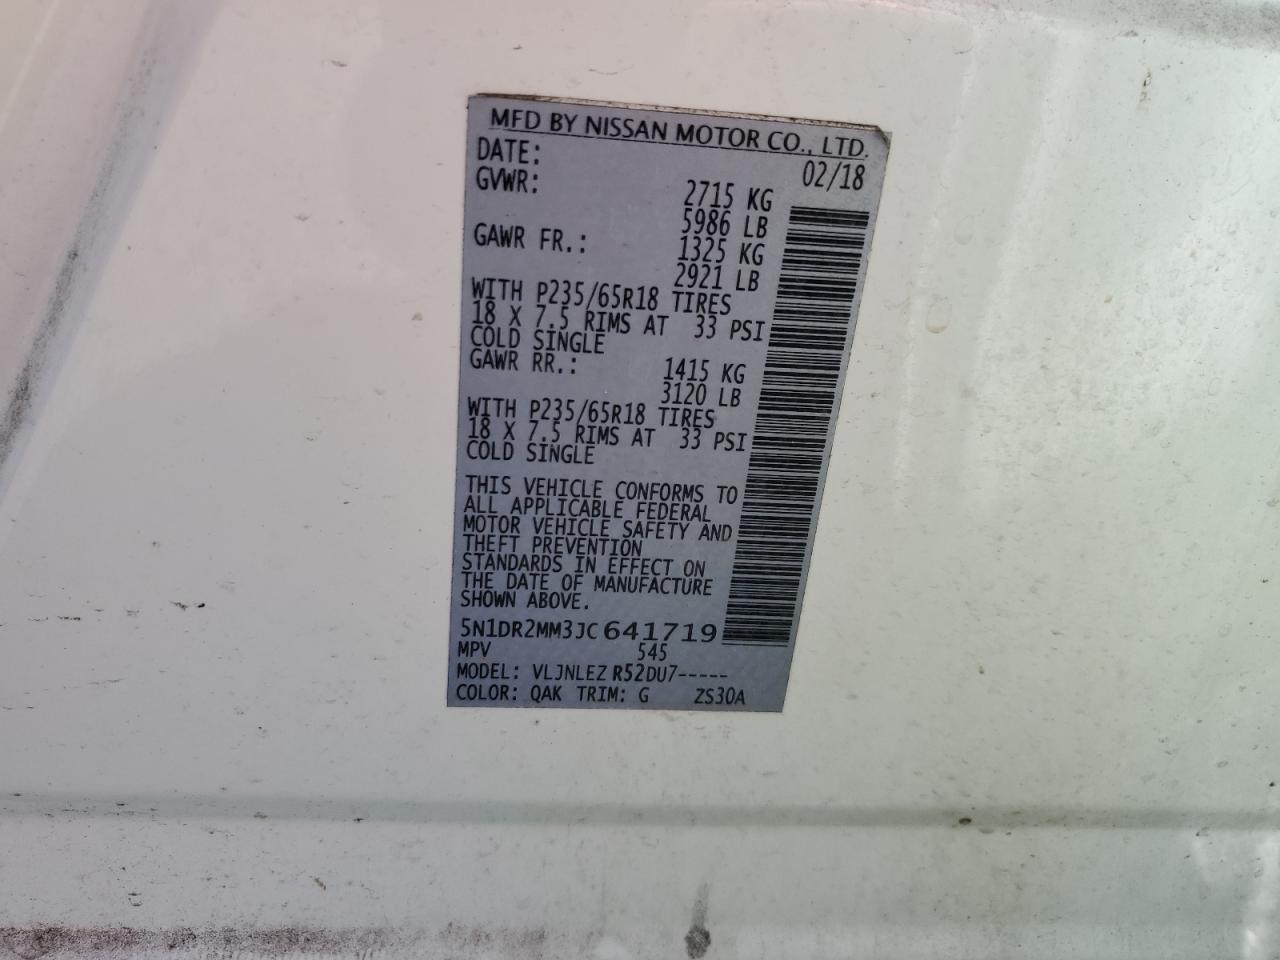 MFD BY NISSAN MOTOR CO., LTD.
DATE: 02/18
GVWR: 2715 KG
5986 LB
GAWR FR.: 1325 KG
2921 LB
WITH P235/65R18 TIRES
18 X 7.5 RIMS AT 33 PSI
COLD SINGLE
GAWR RR.: 1415 KG
3120 LB
WITH P235/65R18 TIRES
18 X 7.5 RIMS AT 33 PSI
COLD SINGLE
THIS VEHICLE CONFORMS TO
ALL APPLICABLE FEDERAL
MOTOR VEHICLE SAFETY AND
THEFT PREVENTION
STANDARDS IN EFFECT ON
THE DATE OF MANUFACTURE
SHOWN ABOVE.
5N1DR2MM3JC641719
MPV 545
MODEL: VLJNLEZ R52DU7-----
COLOR: QAK TRIM: G ZS30A